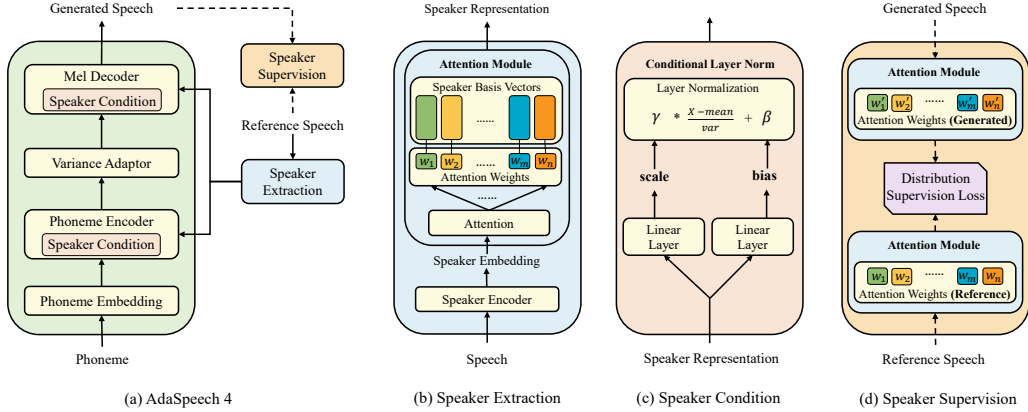 Generated Speech
Mel Decoder
Speaker Condition
Variance Adaptor
Phoneme Encoder
Speaker Condition
Phoneme Embedding
Phoneme
Speaker
Supervision
Reference Speech
Speaker
Extraction
(a) AdaSpeech 4
Speaker Representation
Attention Module
Speaker Basis Vectors
......
w₁ w₂ ...... wₘ wₙ
Attention Weights
......
Attention
Speaker Embedding
Speaker Encoder
Speech
(b) Speaker Extraction
Conditional Layer Norm
Layer Normalization
γ * (X−mean)/var + β
scale bias
Linear
Layer
Linear
Layer
Speaker Representation
(c) Speaker Condition
Generated Speech
Attention Module
w₁′ w₂′ ...... wₘ′ wₙ′
Attention Weights (Generated)
Distribution
Supervision Loss
Attention Module
w₁ w₂ ...... wₘ wₙ
Attention Weights (Reference)
Reference Speech
(d) Speaker Supervision